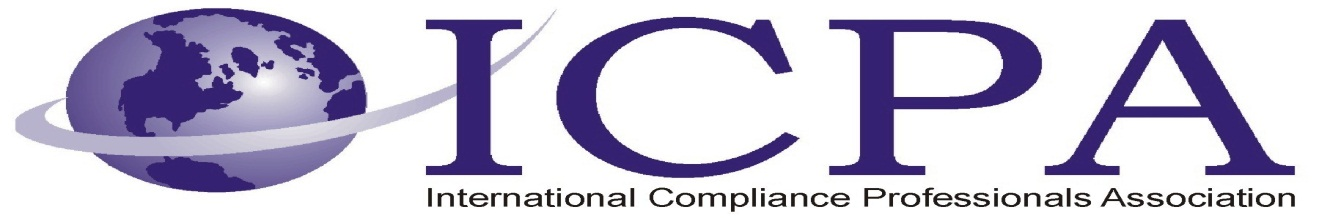 ICPA
International Compliance Professionals Association